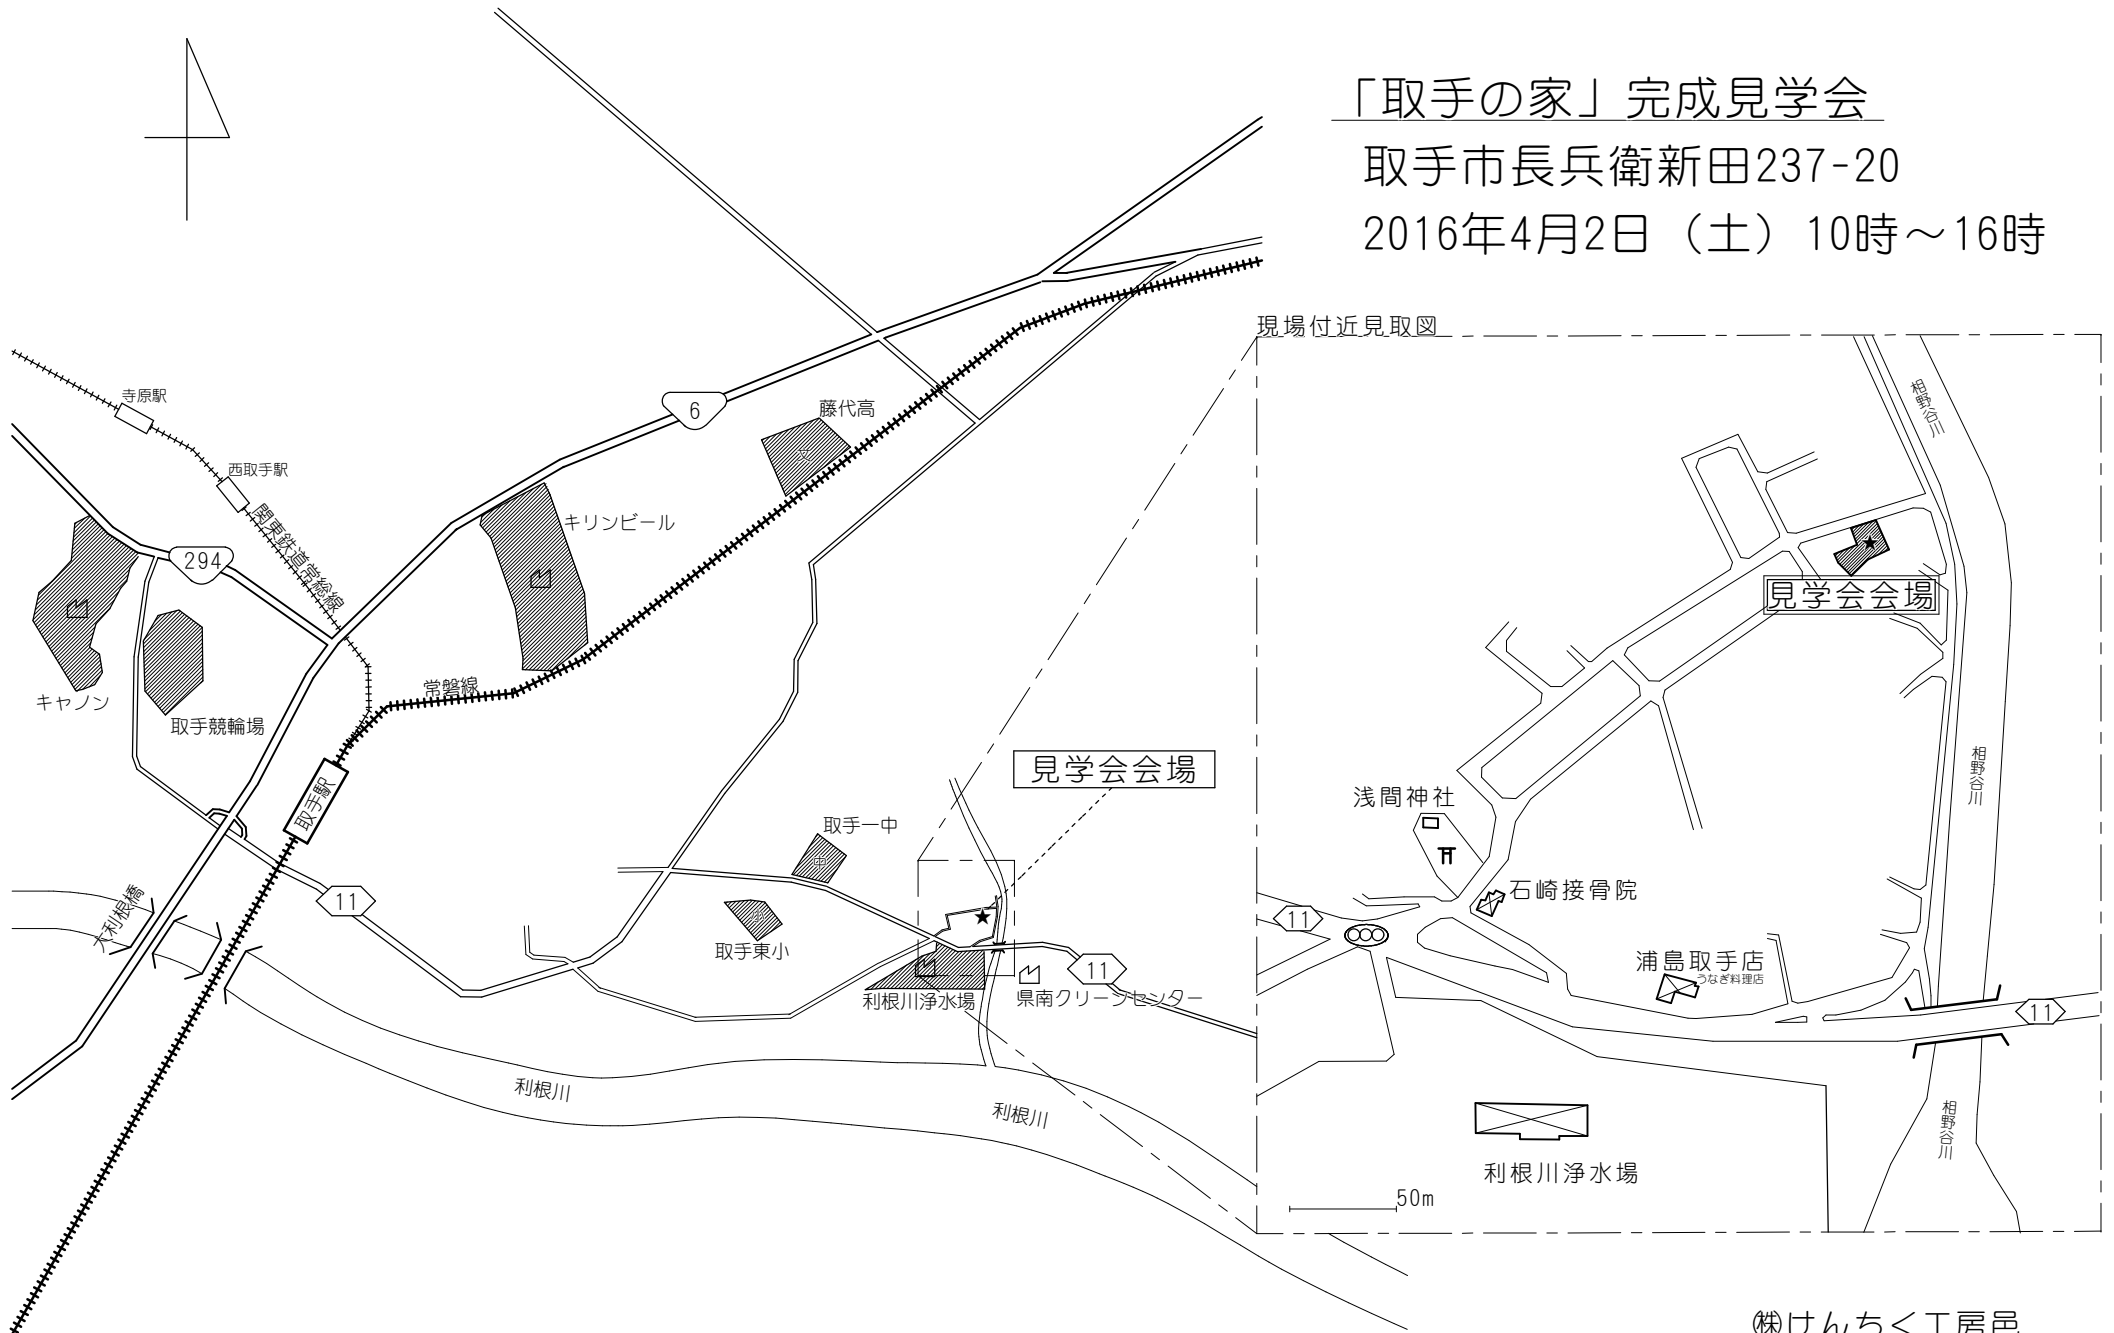 「取手の家」完成見学会
取手市長兵衛新田237-20
2016年4月2日（土）10時～16時
現場付近見取図
寺原駅
西取手駅
関東鉄道常総線
294
6
藤代高
文
キリンビール
キャノン
取手競輪場
常磐線
取手駅
大利根橋
11
取手一中
中
取手東小
小
見学会会場
利根川浄水場
県南クリーンセンター
11
利根川
利根川
相野谷川
見学会会場
相野谷川
浅間神社
石崎接骨院
11
浦島取手店
うなぎ料理店
11
相野谷川
利根川浄水場
50m
㈱けんちく工房邑